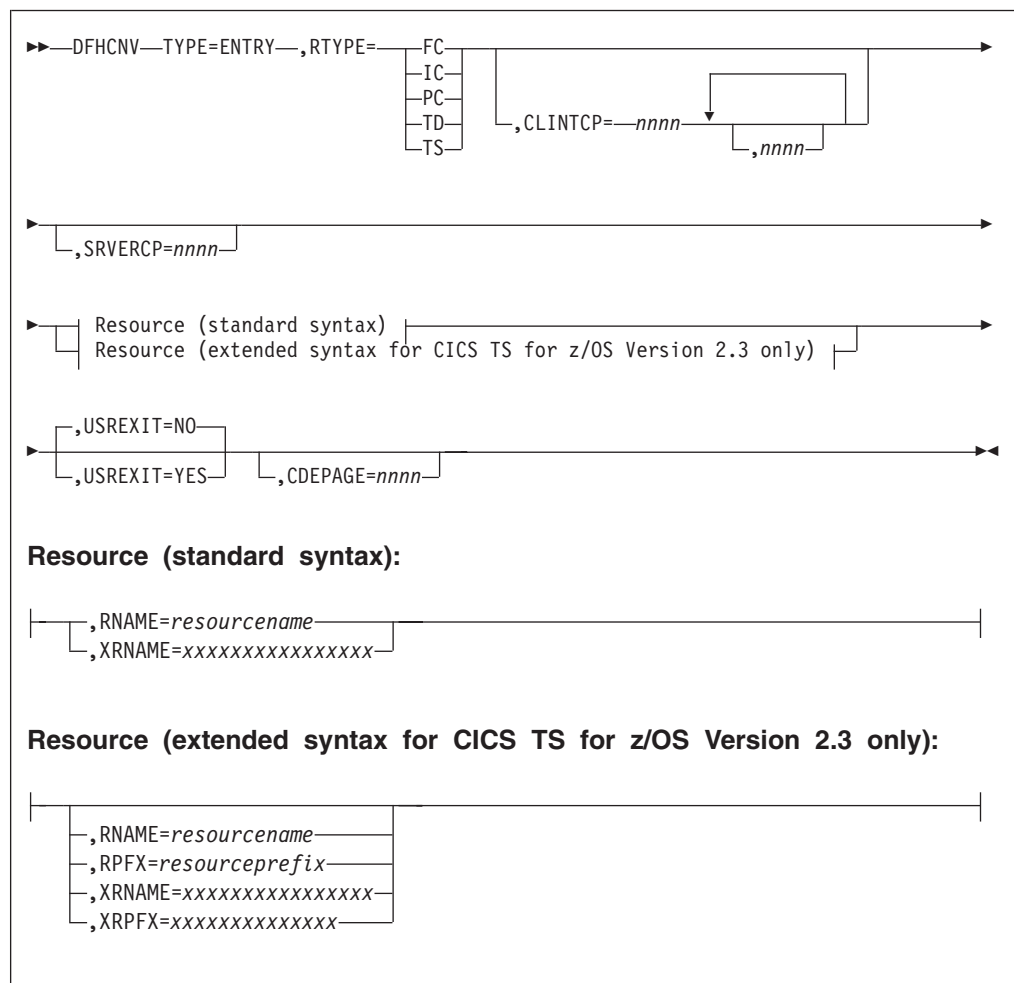 DFHCNV TYPE=ENTRY ,RTYPE= FC
IC
PC
TD
TS
,CLINTCP= nnnn
,nnnn
,SRVERCP=nnnn
Resource (standard syntax)
Resource (extended syntax for CICS TS for z/OS Version 2.3 only)
,USREXIT=NO
,USREXIT=YES
,CDEPAGE=nnnn
Resource (standard syntax):
,RNAME=resourcename
,XRNAME=xxxxxxxxxxxxxxxx
Resource (extended syntax for CICS TS for z/OS Version 2.3 only):
,RNAME=resourcename
,RPFX=resourceprefix
,XRNAME=xxxxxxxxxxxxxxxx
,XRPFX=xxxxxxxxxxxxxx